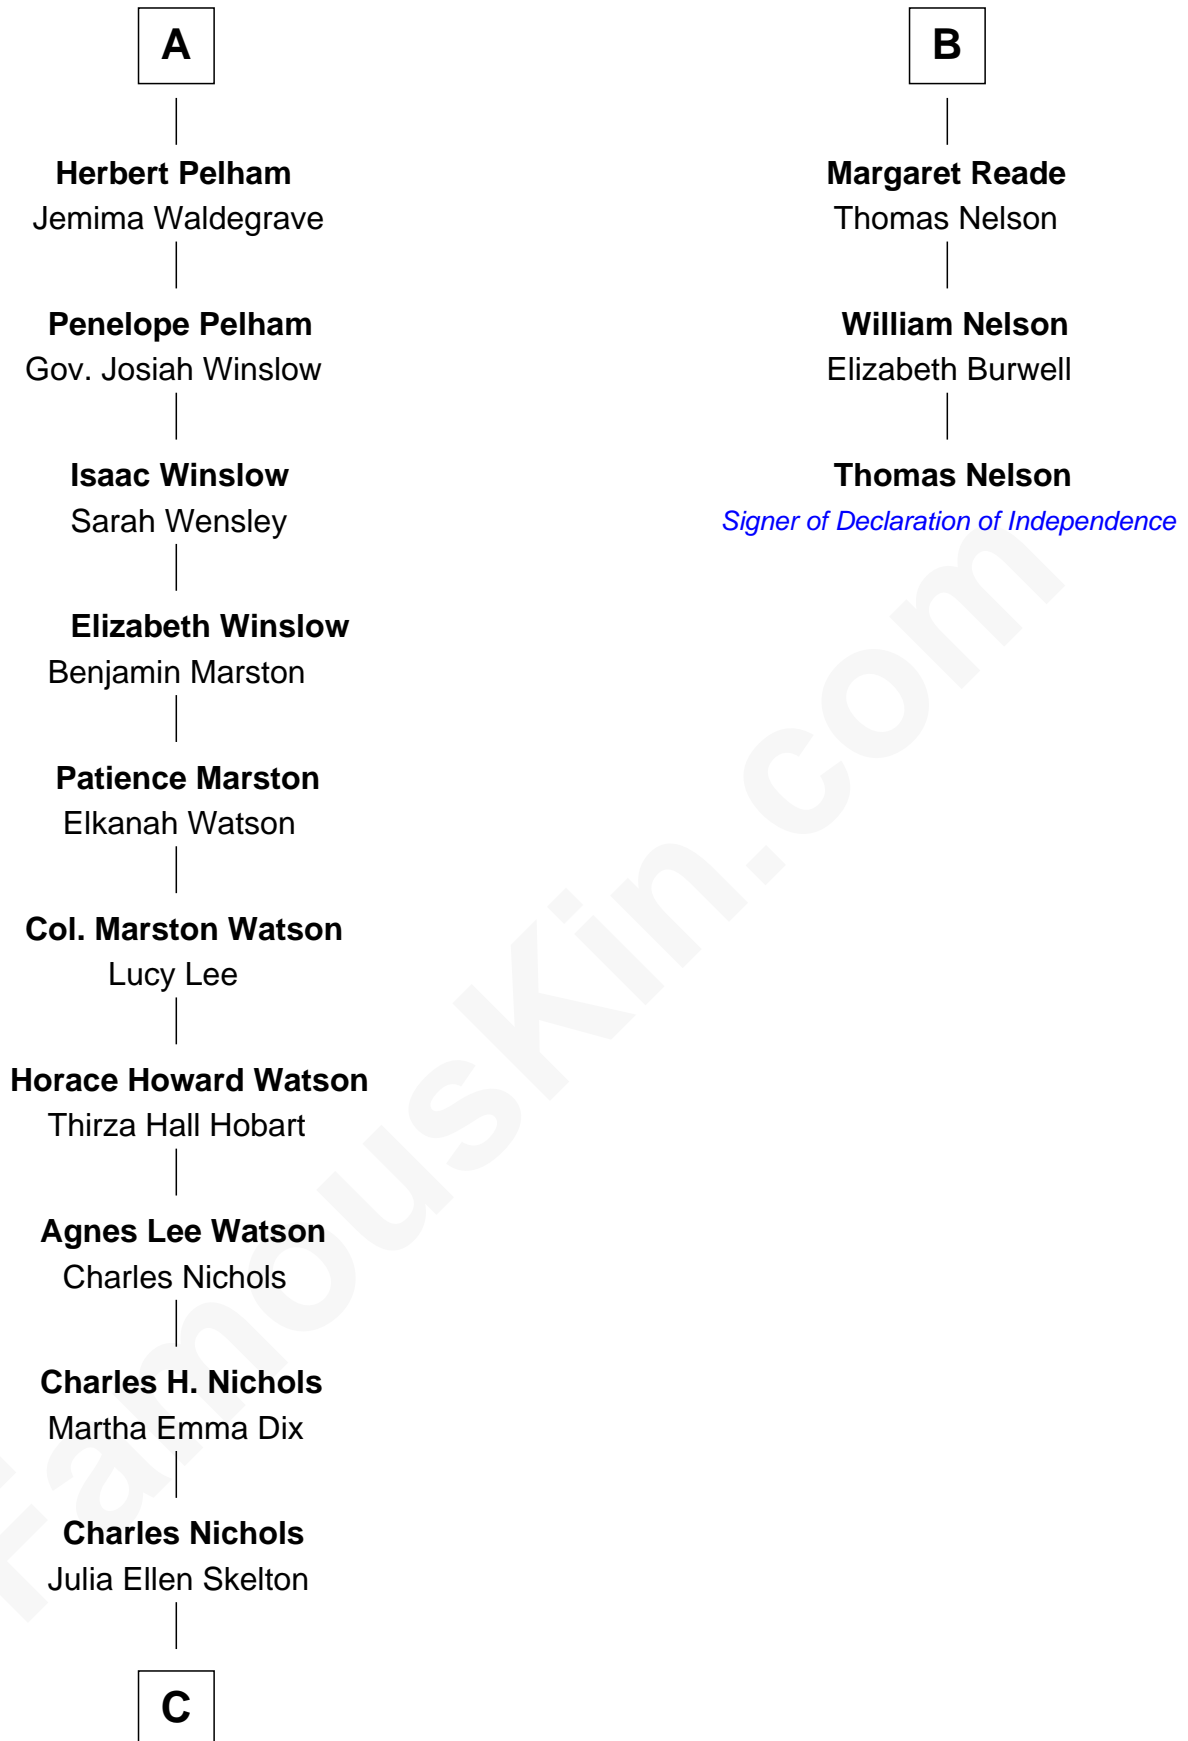 A
Herbert Pelham
Jemima Waldegrave
Penelope Pelham
Gov. Josiah Winslow
Isaac Winslow
Sarah Wensley
Elizabeth Winslow
Benjamin Marston
Patience Marston
Elkanah Watson
Col. Marston Watson
Lucy Lee
Horace Howard Watson
Thirza Hall Hobart
Agnes Lee Watson
Charles Nichols
Charles H. Nichols
Martha Emma Dix
Charles Nichols
Julia Ellen Skelton
C
B
Margaret Reade
Thomas Nelson
William Nelson
Elizabeth Burwell
Thomas Nelson
Signer of Declaration of Independence
FamousKin.com